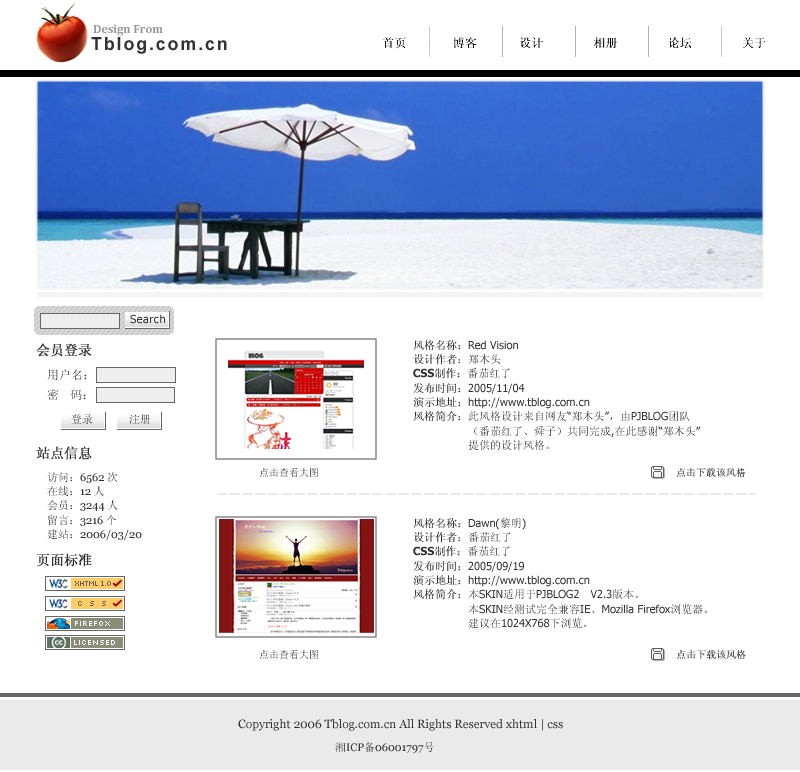 Design From
Tblog.com.cn
首页 博客 设计 相册 论坛 关于
Search
会员登录
用户名：
密 码：
登录 注册
站点信息
访问：6562 次
在线：12 人
会员：3244 人
留言：3216 个
建站：2006/03/20
页面标准
W3C XHTML 1.0
W3C CSS
FIREFOX
cc LICENSED
BLOG
点击查看大图
风格名称：Red Vision
设计作者：郑木头
CSS制作：番茄红了
发布时间：2005/11/04
演示地址：http://www.tblog.com.cn
风格简介：此风格设计来自网友“郑木头”，由PJBLOG团队
（番茄红了、舜子）共同完成,在此感谢“郑木头”
提供的设计风格。
点击下载该风格
点击查看大图
风格名称：Dawn(黎明)
设计作者：番茄红了
CSS制作：番茄红了
发布时间：2005/09/19
演示地址：http://www.tblog.com.cn
风格简介：本SKIN适用于PJBLOG2 V2.3版本。
本SKIN经测试完全兼容IE、Mozilla Firefox浏览器。
建议在1024X768下浏览。
点击下载该风格
Copyright 2006 Tblog.com.cn All Rights Reserved xhtml | css
湘ICP备06001797号